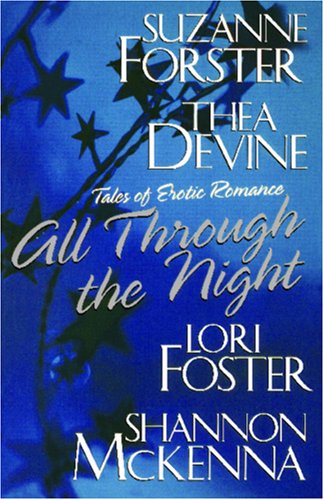 SUZANNE
FORSTER
THEA
DEVINE
Tales of Erotic Romance
All Through
the Night
LORI
FOSTER
SHANNON
MCKENNA